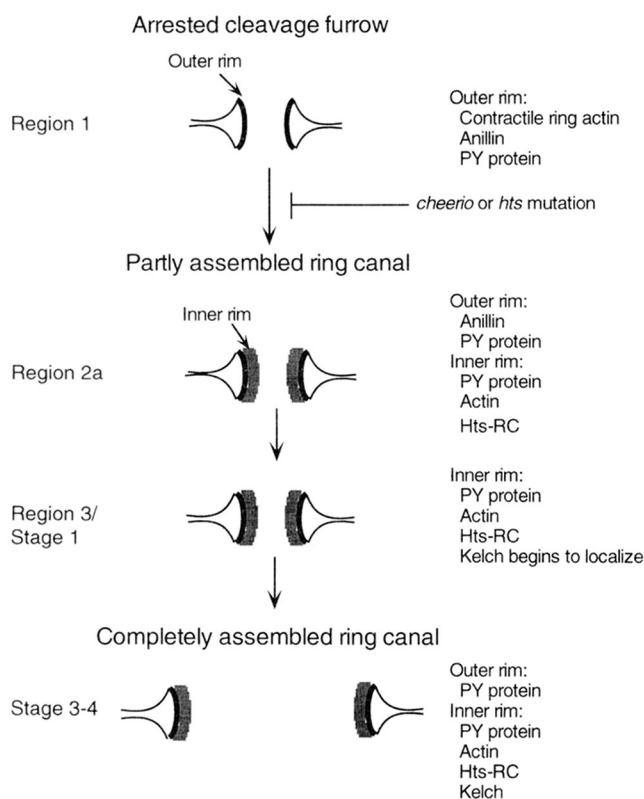 Arrested cleavage furrow
Outer rim
Region 1
Outer rim:
Contractile ring actin
Anillin
PY protein
cheerio or hts mutation
Partly assembled ring canal
Inner rim
Region 2a
Outer rim:
Anillin
PY protein
Inner rim:
PY protein
Actin
Hts-RC
Region 3/
Stage 1
Inner rim:
PY protein
Actin
Hts-RC
Kelch begins to localize
Completely assembled ring canal
Stage 3-4
Outer rim:
PY protein
Inner rim:
PY protein
Actin
Hts-RC
Kelch